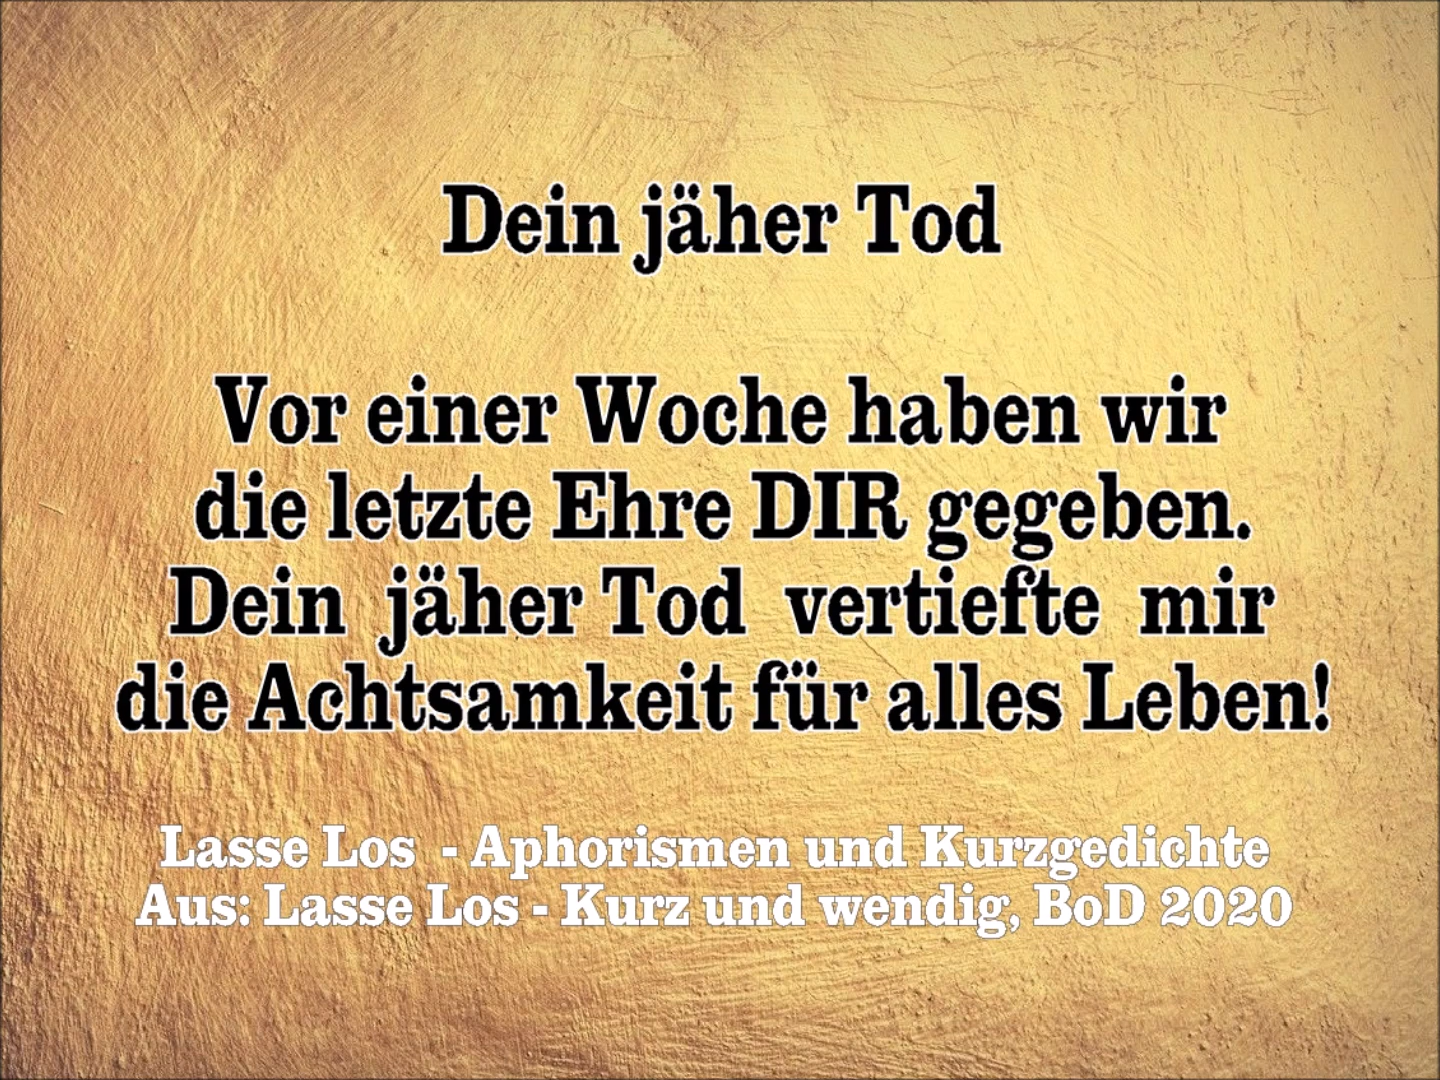 Dein jäher Tod
Vor einer Woche haben wir
die letzte Ehre DIR gegeben.
Dein jäher Tod vertiefte mir
die Achtsamkeit für alles Leben!
Lasse Los - Aphorismen und Kurzgedichte
Aus: Lasse Los - Kurz und wendig, BoD 2020